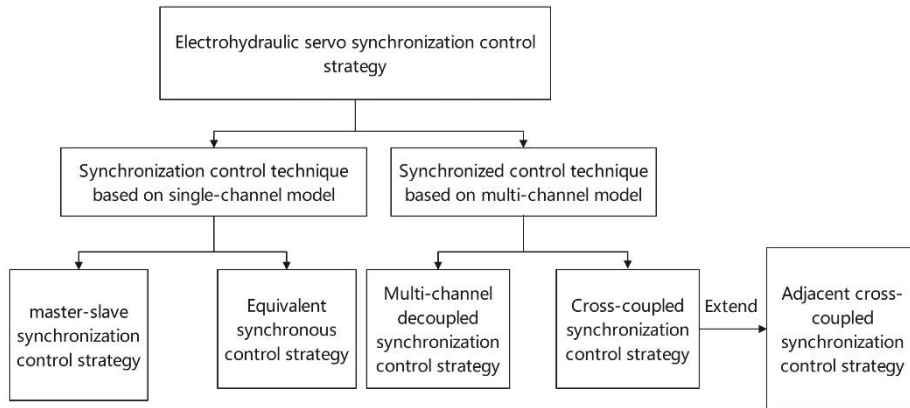 Electrohydraulic servo synchronization control
strategy
Synchronization control technique
based on single-channel model
Synchronized control technique
based on multi-channel model
master-slave
synchronization
control strategy
Equivalent
synchronous
control strategy
Multi-channel
decoupled
synchronization
control strategy
Cross-coupled
synchronization
control strategy
Extend
Adjacent cross-
coupled
synchronization
control strategy